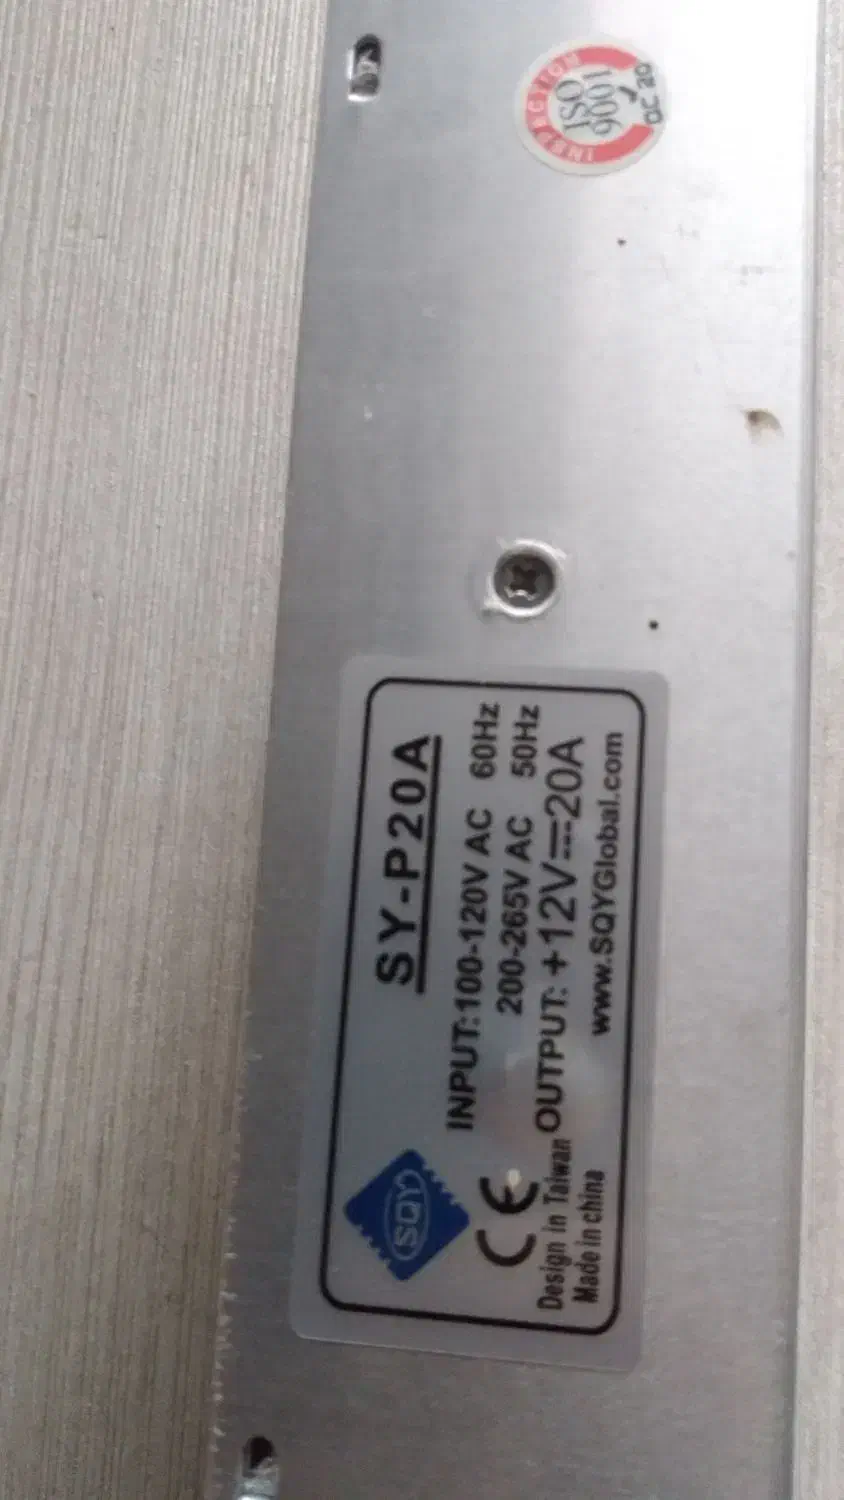 INSPECTION
ISO
9001
QC 20
SY-P20A
INPUT:100-120V AC 60Hz
200-265V AC 50Hz
OUTPUT: +12V⎓20A
www.SQYGlobal.com
SQY
CE
Design in Taiwan
Made in china